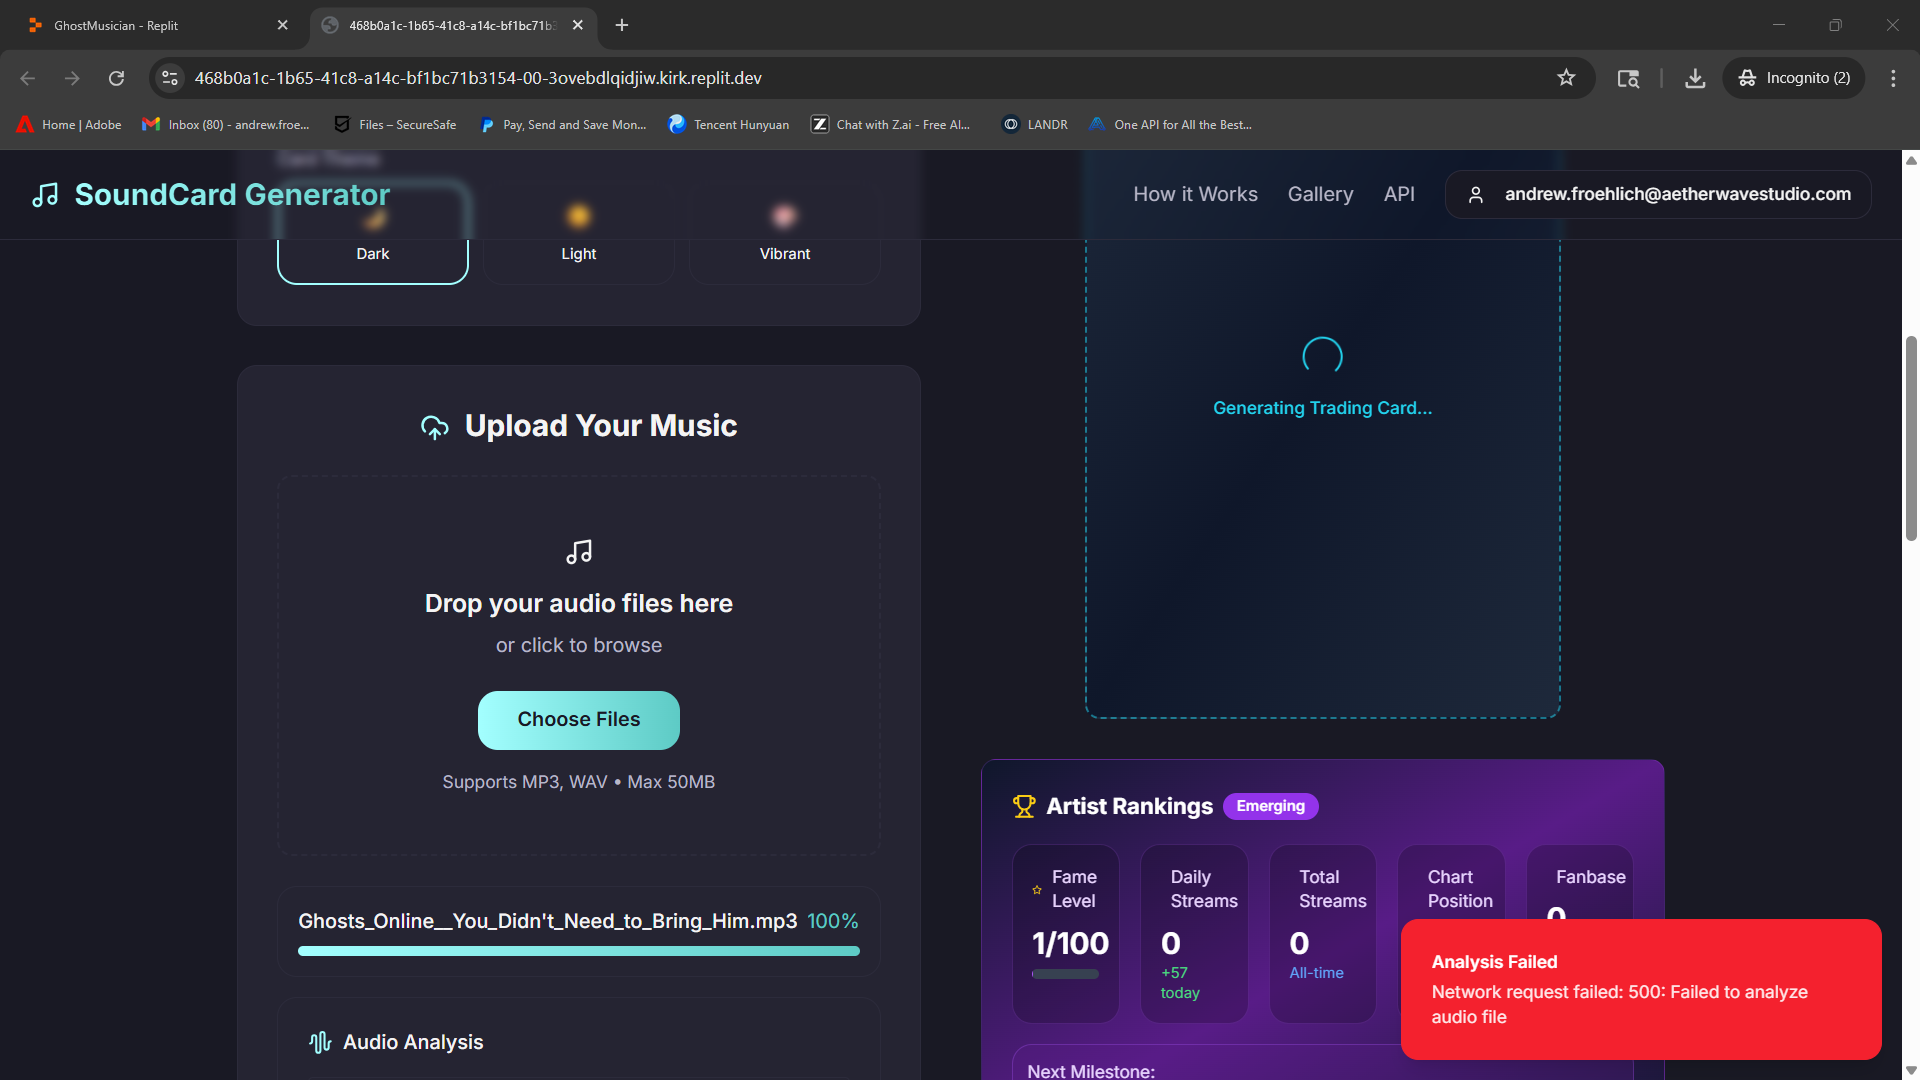 GhostMusician - Replit
468b0a1c-1b65-41c8-a14c-bf1bc71b3
468b0a1c-1b65-41c8-a14c-bf1bc71b3154-00-3ovebdlqidjiw.kirk.replit.dev
Incognito (2)
Home | Adobe
Inbox (80) - andrew.froe...
Files – SecureSafe
Pay, Send and Save Mon...
Tencent Hunyuan
Chat with Z.ai - Free AI...
LANDR
One API for All the Best...
Card Theme
SoundCard Generator
How it Works
Gallery
API
andrew.froehlich@aetherwavestudio.com
Dark
Light
Vibrant
Upload Your Music
Drop your audio files here
or click to browse
Choose Files
Supports MP3, WAV • Max 50MB
Ghosts_Online__You_Didn't_Need_to_Bring_Him.mp3 100%
Audio Analysis
Generating Trading Card...
Artist Rankings
Emerging
Fame
Level
1/100
Daily
Streams
0
+57
today
Total
Streams
0
All-time
Chart
Position
Fanbase
0
Next Milestone:
Analysis Failed
Network request failed: 500: Failed to analyze
audio file